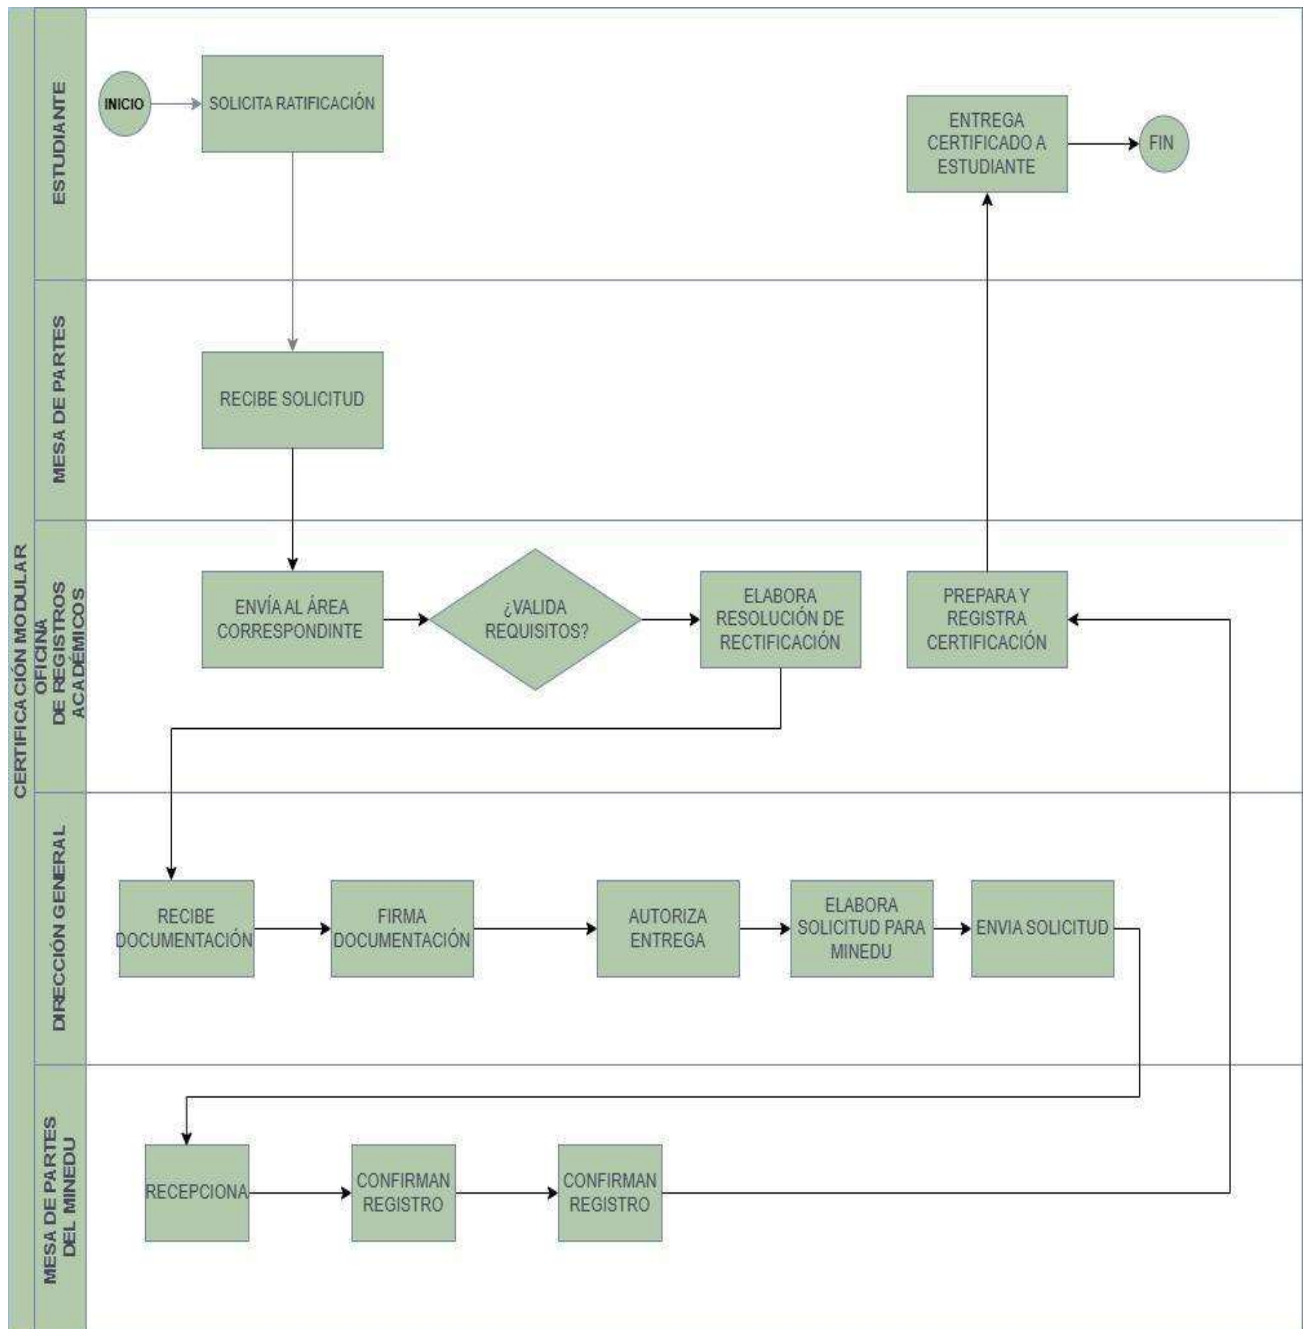 CERTIFICACIÓN MODULAR
ESTUDIANTE
INICIO
SOLICITA RATIFICACIÓN
ENTREGA
CERTIFICADO A
ESTUDIANTE
FIN
MESA DE PARTES
RECIBE SOLICITUD
OFICINA
DE REGISTROS
ACADÉMICOS
ENVÍA AL ÁREA
CORRESPONDINTE
¿VALIDA
REQUISITOS?
ELABORA
RESOLUCIÓN DE
RECTIFICACIÓN
PREPARA Y
REGISTRA
CERTIFICACIÓN
DIRECCIÓN GENERAL
RECIBE
DOCUMENTACIÓN
FIRMA
DOCUMENTACIÓN
AUTORIZA
ENTREGA
ELABORA
SOLICITUD PARA
MINEDU
ENVIA SOLICITUD
MESA DE PARTES
DEL MINEDU
RECEPCIONA
CONFIRMAN
REGISTRO
CONFIRMAN
REGISTRO